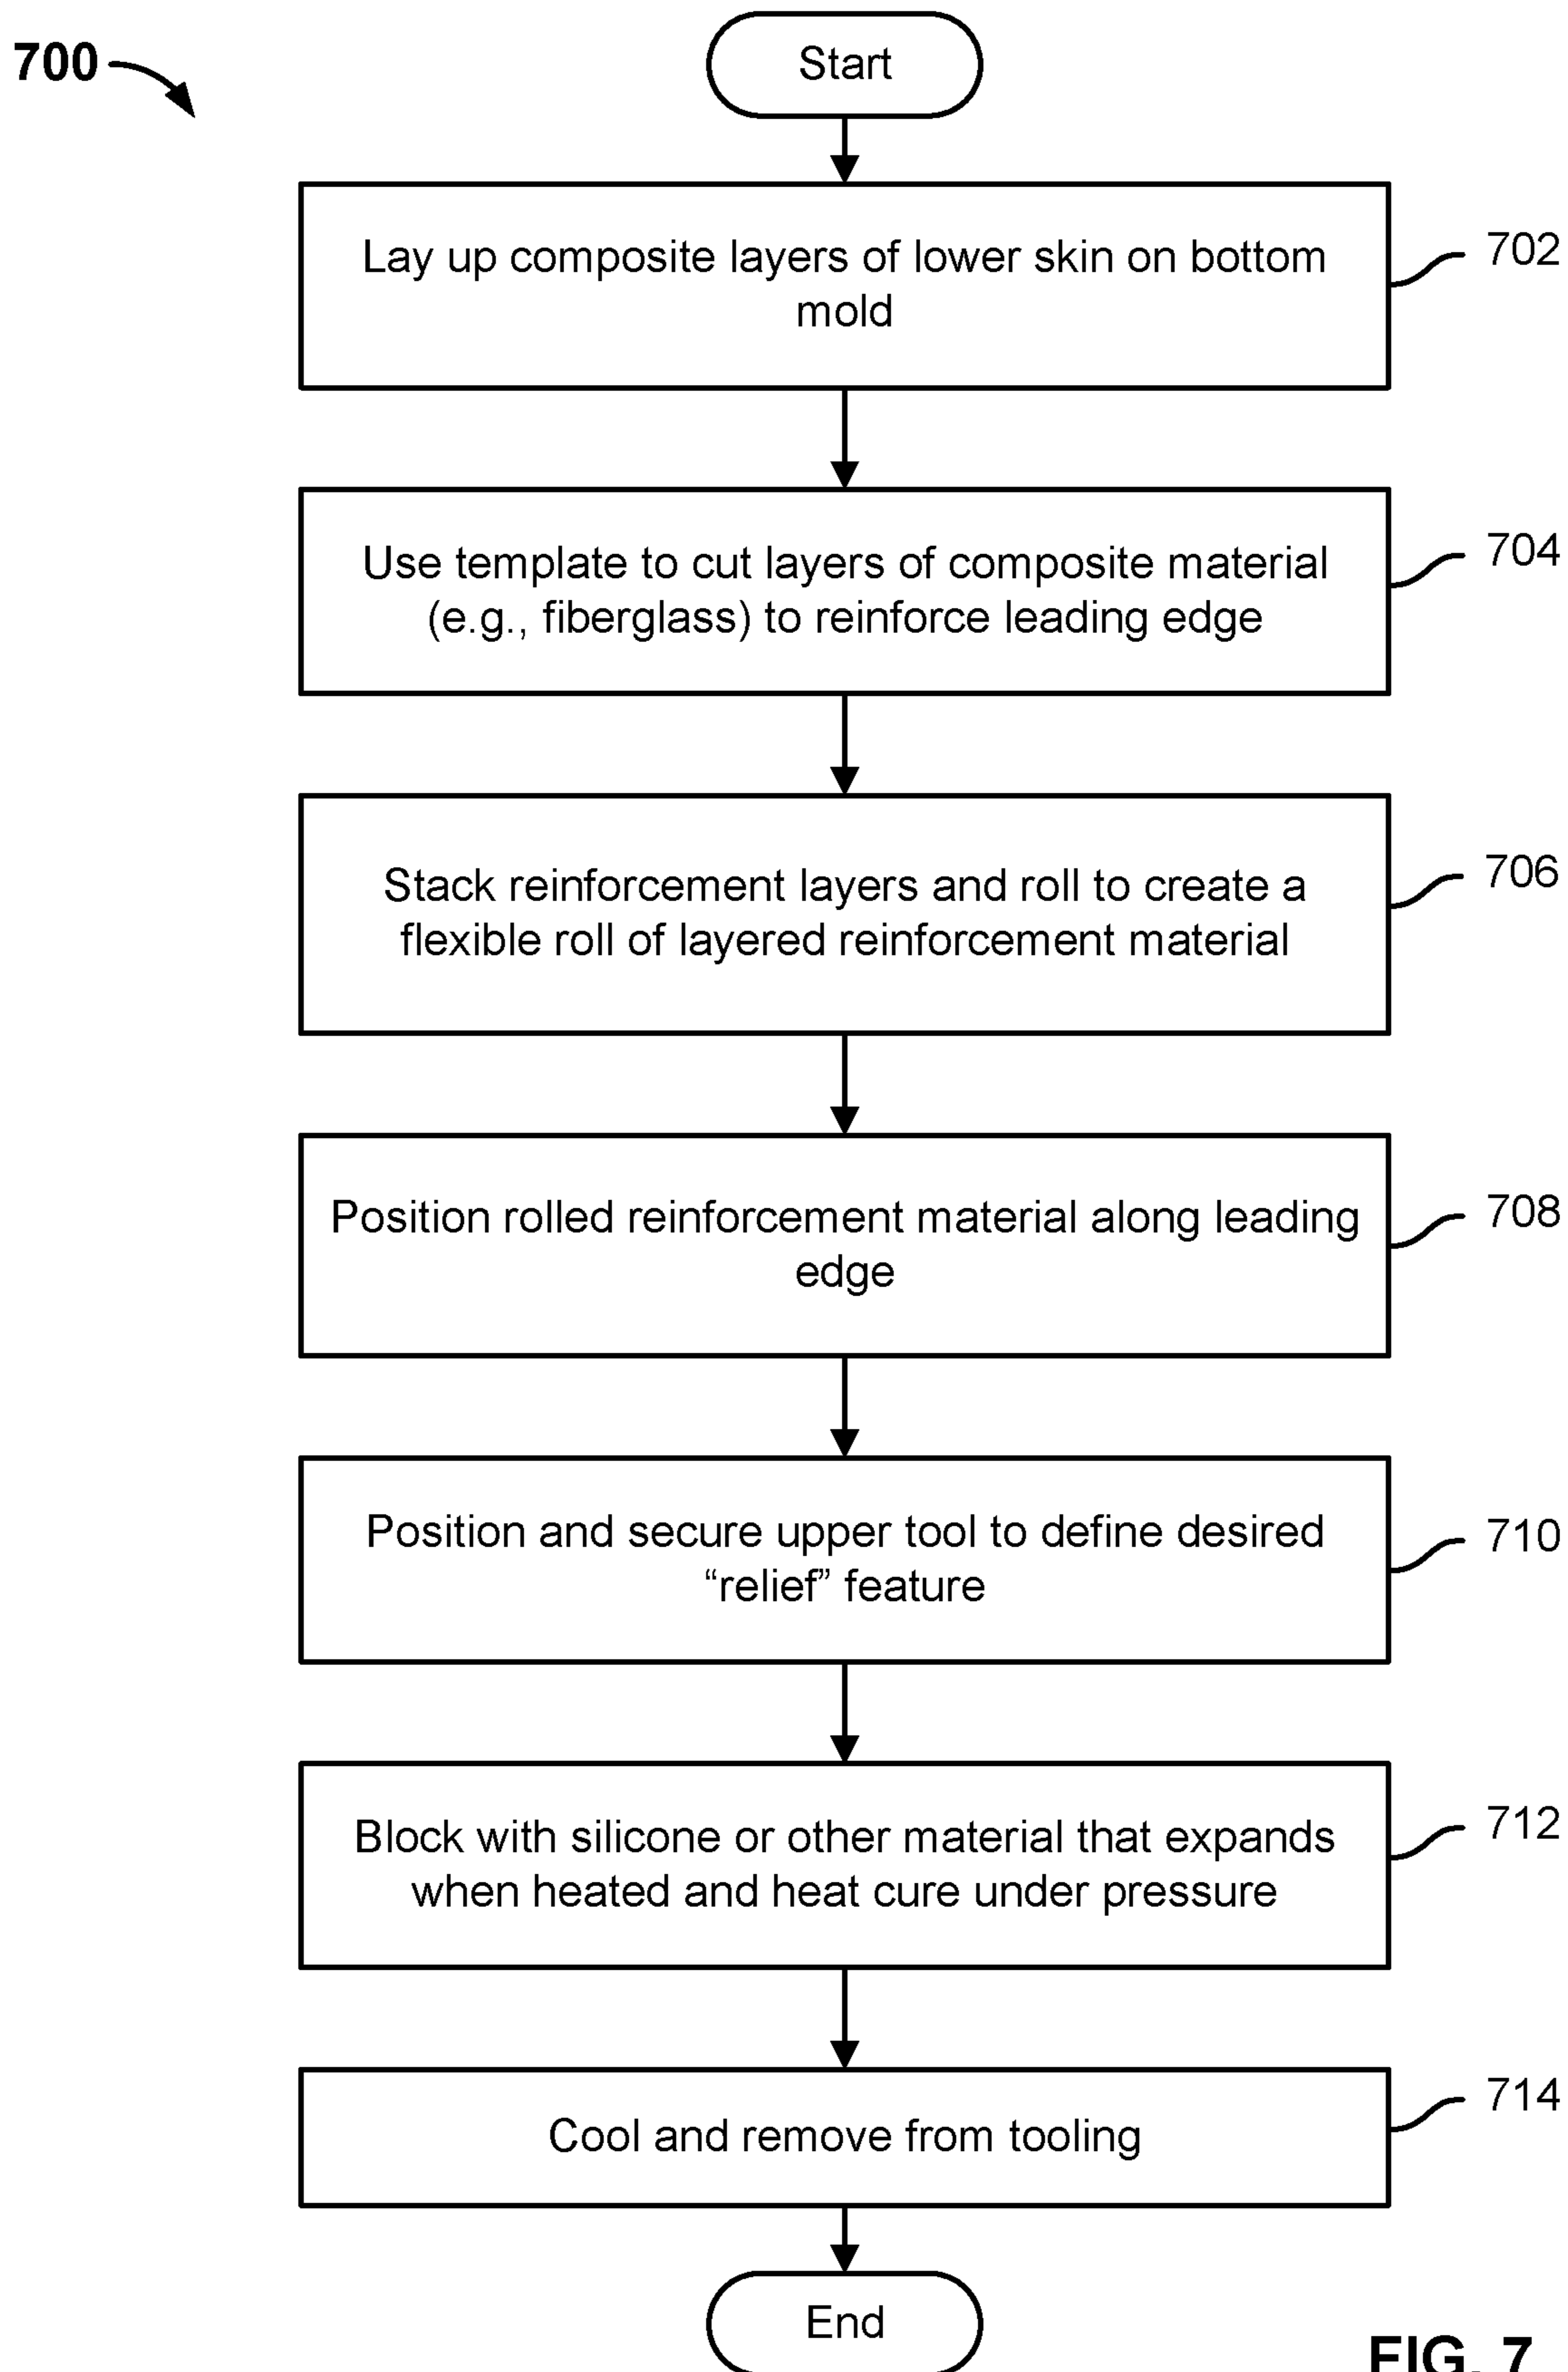 700
Start
Lay up composite layers of lower skin on bottom
mold
702
Use template to cut layers of composite material
(e.g., fiberglass) to reinforce leading edge
704
Stack reinforcement layers and roll to create a
flexible roll of layered reinforcement material
706
Position rolled reinforcement material along leading
edge
708
Position and secure upper tool to define desired
“relief” feature
710
Block with silicone or other material that expands
when heated and heat cure under pressure
712
Cool and remove from tooling
714
End
FIG. 7